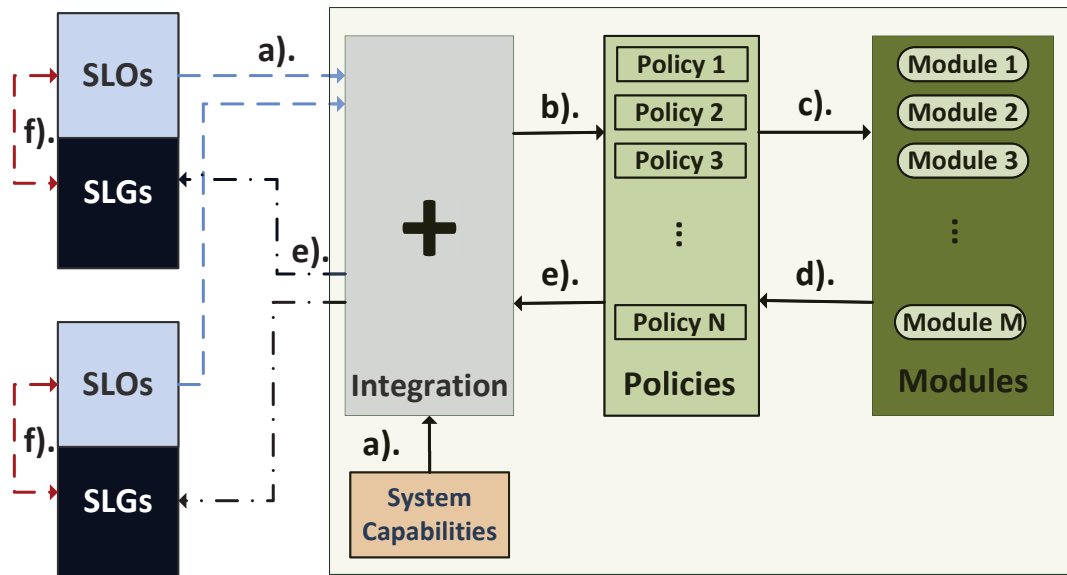 SLOs
f).
SLGs
SLOs
f).
SLGs
a).
e).
+
Integration
a).
System
Capabilities
b).
e).
Policy 1
Policy 2
Policy 3
...
Policy N
Policies
c).
d).
Module 1
Module 2
Module 3
...
Module M
Modules